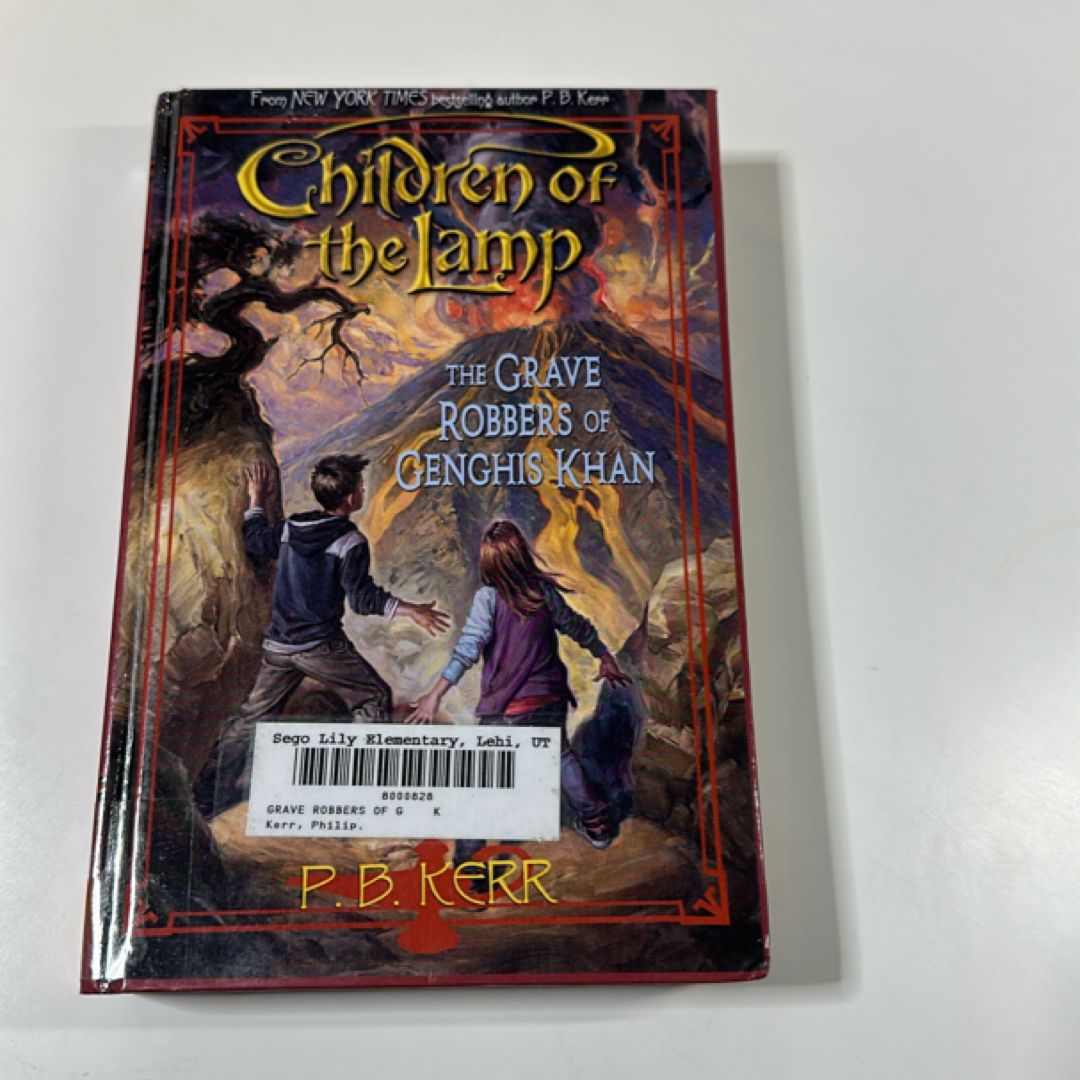 From NEW YORK TIMES bestselling author P. B. Kerr
Children of
the Lamp
THE GRAVE
ROBBERS OF
GENGHIS KHAN
Sego Lily Elementary, Lehi, UT
8000828
GRAVE ROBBERS OF G K
Kerr, Philip.
P. B. KERR